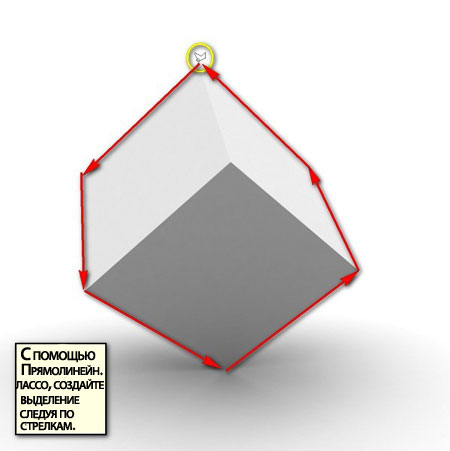 С помощью
Прямолинейн.
лассо, создайте
выделение
следуя по
стрелкам.